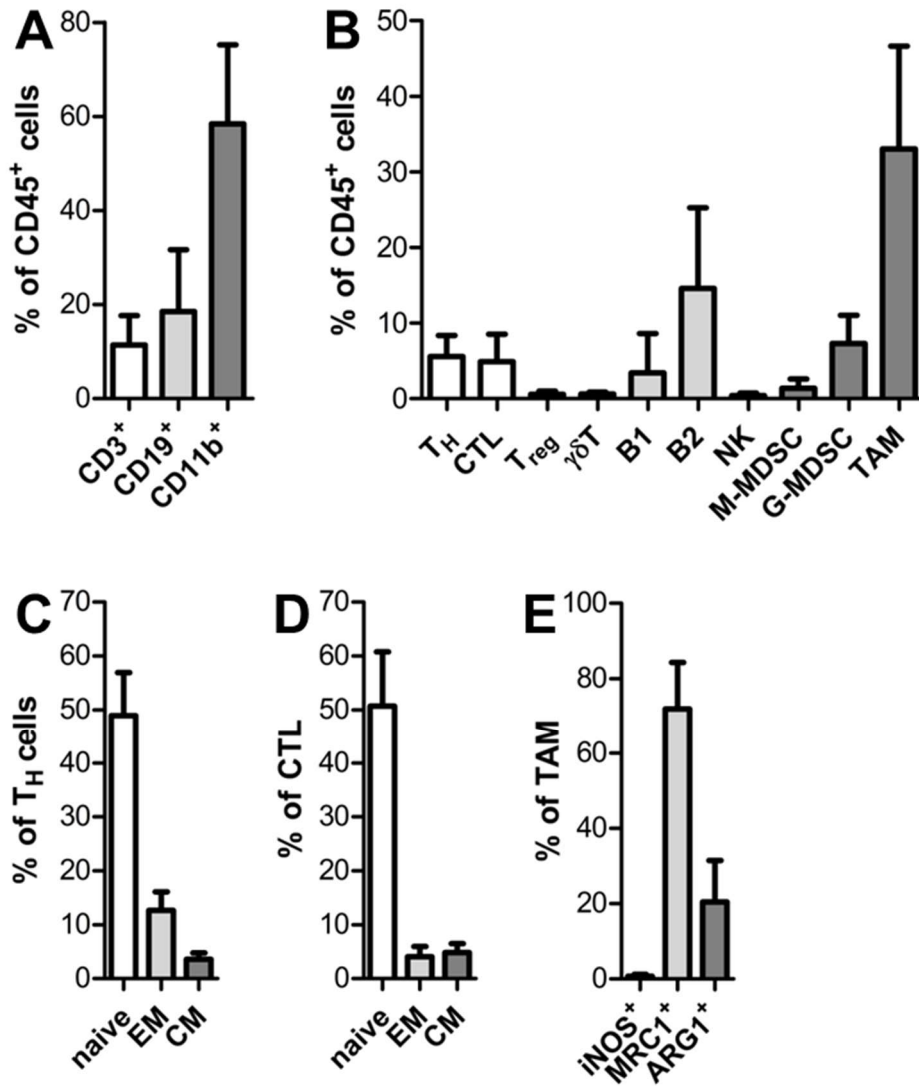 A
% of CD45+ cells
80
60
40
20
0
CD3+
CD19+
CD11b+
B
% of CD45+ cells
50
40
30
20
10
0
TH
CTL
Treg
γδT
B1
B2
NK
M-MDSC
G-MDSC
TAM
C
% of TH cells
70
60
50
40
30
20
10
0
naive
EM
CM
D
% of CTL
70
60
50
40
30
20
10
0
naive
EM
CM
E
% of TAM
100
80
60
40
20
0
iNOS+
MRC1+
ARG1+